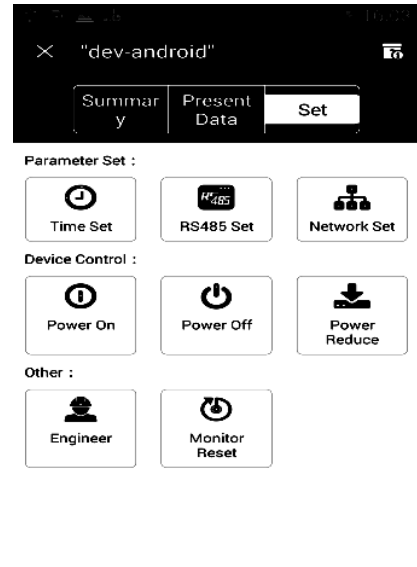 "dev-android"
Summar
y
Present
Data
Set
Parameter Set :
RS485
Time Set
RS485 Set
Network Set
Device Control :
Power On
Power Off
Power
Reduce
Other :
Engineer
Monitor
Reset